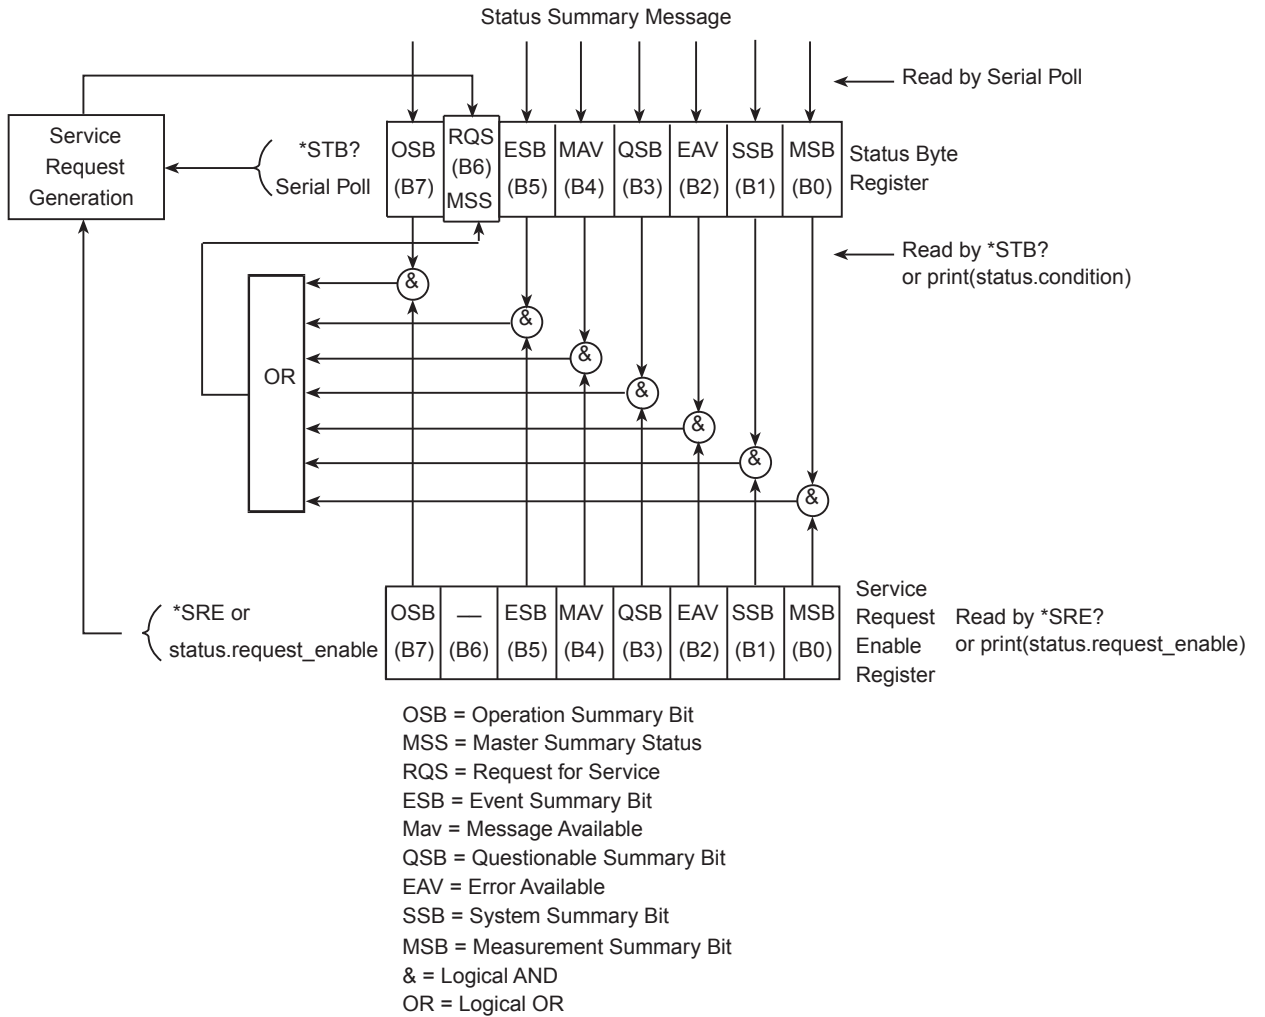 Status Summary Message
Read by Serial Poll
Service
Request
Generation
*STB?
Serial Poll
OSB
(B7)
RQS
(B6)
MSS
ESB
(B5)
MAV
(B4)
QSB
(B3)
EAV
(B2)
SSB
(B1)
MSB
(B0)
Status Byte
Register
Read by *STB?
or print(status.condition)
&
&
&
&
&
&
&
OR
*SRE or
status.request_enable
OSB
(B7)
—
(B6)
ESB
(B5)
MAV
(B4)
QSB
(B3)
EAV
(B2)
SSB
(B1)
MSB
(B0)
Service
Request
Enable
Register
Read by *SRE?
or print(status.request_enable)
OSB = Operation Summary Bit
MSS = Master Summary Status
RQS = Request for Service
ESB = Event Summary Bit
Mav = Message Available
QSB = Questionable Summary Bit
EAV = Error Available
SSB = System Summary Bit
MSB = Measurement Summary Bit
& = Logical AND
OR = Logical OR